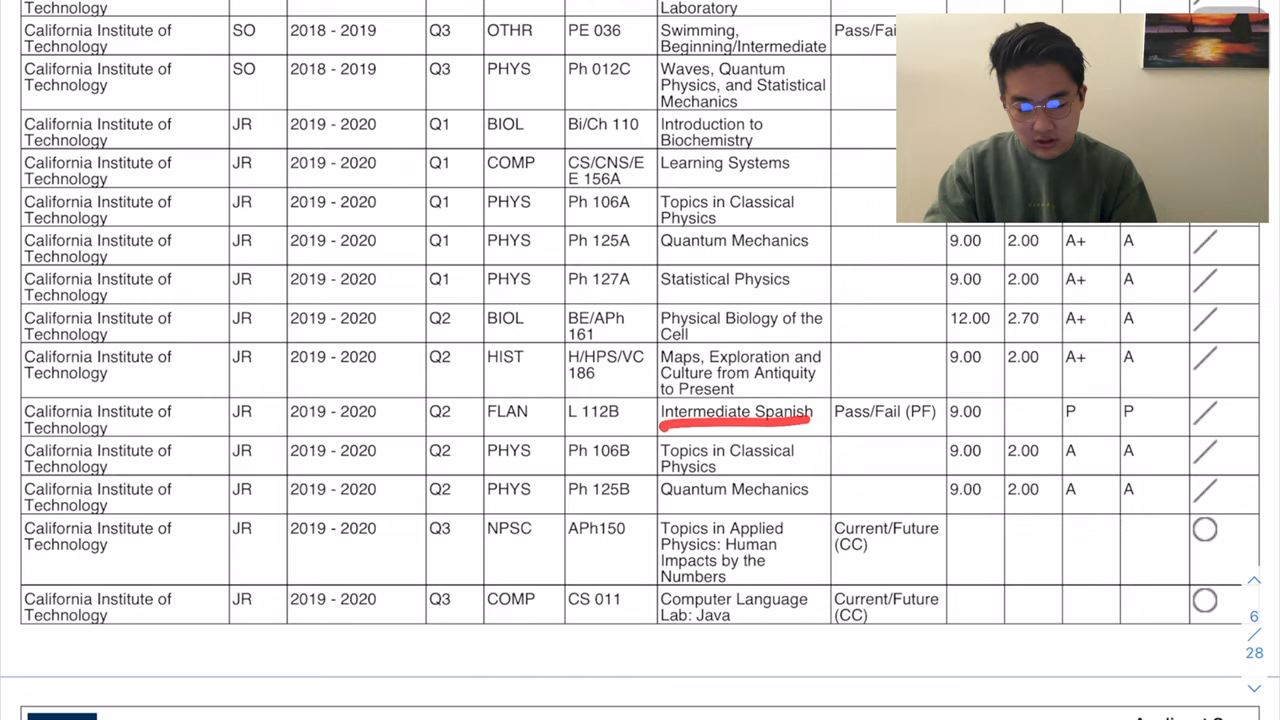 Technology Laboratory
California Institute of Technology SO 2018 - 2019 Q3 OTHR PE 036 Swimming, Beginning/Intermediate Pass/Fai
California Institute of Technology SO 2018 - 2019 Q3 PHYS Ph 012C Waves, Quantum Physics, and Statistical Mechanics
California Institute of Technology JR 2019 - 2020 Q1 BIOL Bi/Ch 110 Introduction to Biochemistry
California Institute of Technology JR 2019 - 2020 Q1 COMP CS/CNS/E E 156A Learning Systems
California Institute of Technology JR 2019 - 2020 Q1 PHYS Ph 106A Topics in Classical Physics
California Institute of Technology JR 2019 - 2020 Q1 PHYS Ph 125A Quantum Mechanics 9.00 2.00 A+ A
California Institute of Technology JR 2019 - 2020 Q1 PHYS Ph 127A Statistical Physics 9.00 2.00 A+ A
California Institute of Technology JR 2019 - 2020 Q2 BIOL BE/APh 161 Physical Biology of the Cell 12.00 2.70 A+ A
California Institute of Technology JR 2019 - 2020 Q2 HIST H/HPS/VC 186 Maps, Exploration and Culture from Antiquity to Present 9.00 2.00 A+ A
California Institute of Technology JR 2019 - 2020 Q2 FLAN L 112B Intermediate Spanish Pass/Fail (PF) 9.00 P P
California Institute of Technology JR 2019 - 2020 Q2 PHYS Ph 106B Topics in Classical Physics 9.00 2.00 A A
California Institute of Technology JR 2019 - 2020 Q2 PHYS Ph 125B Quantum Mechanics 9.00 2.00 A A
California Institute of Technology JR 2019 - 2020 Q3 NPSC APh150 Topics in Applied Physics: Human Impacts by the Numbers Current/Future (CC)
California Institute of Technology JR 2019 - 2020 Q3 COMP CS 011 Computer Language Lab: Java Current/Future (CC)
6
/
28